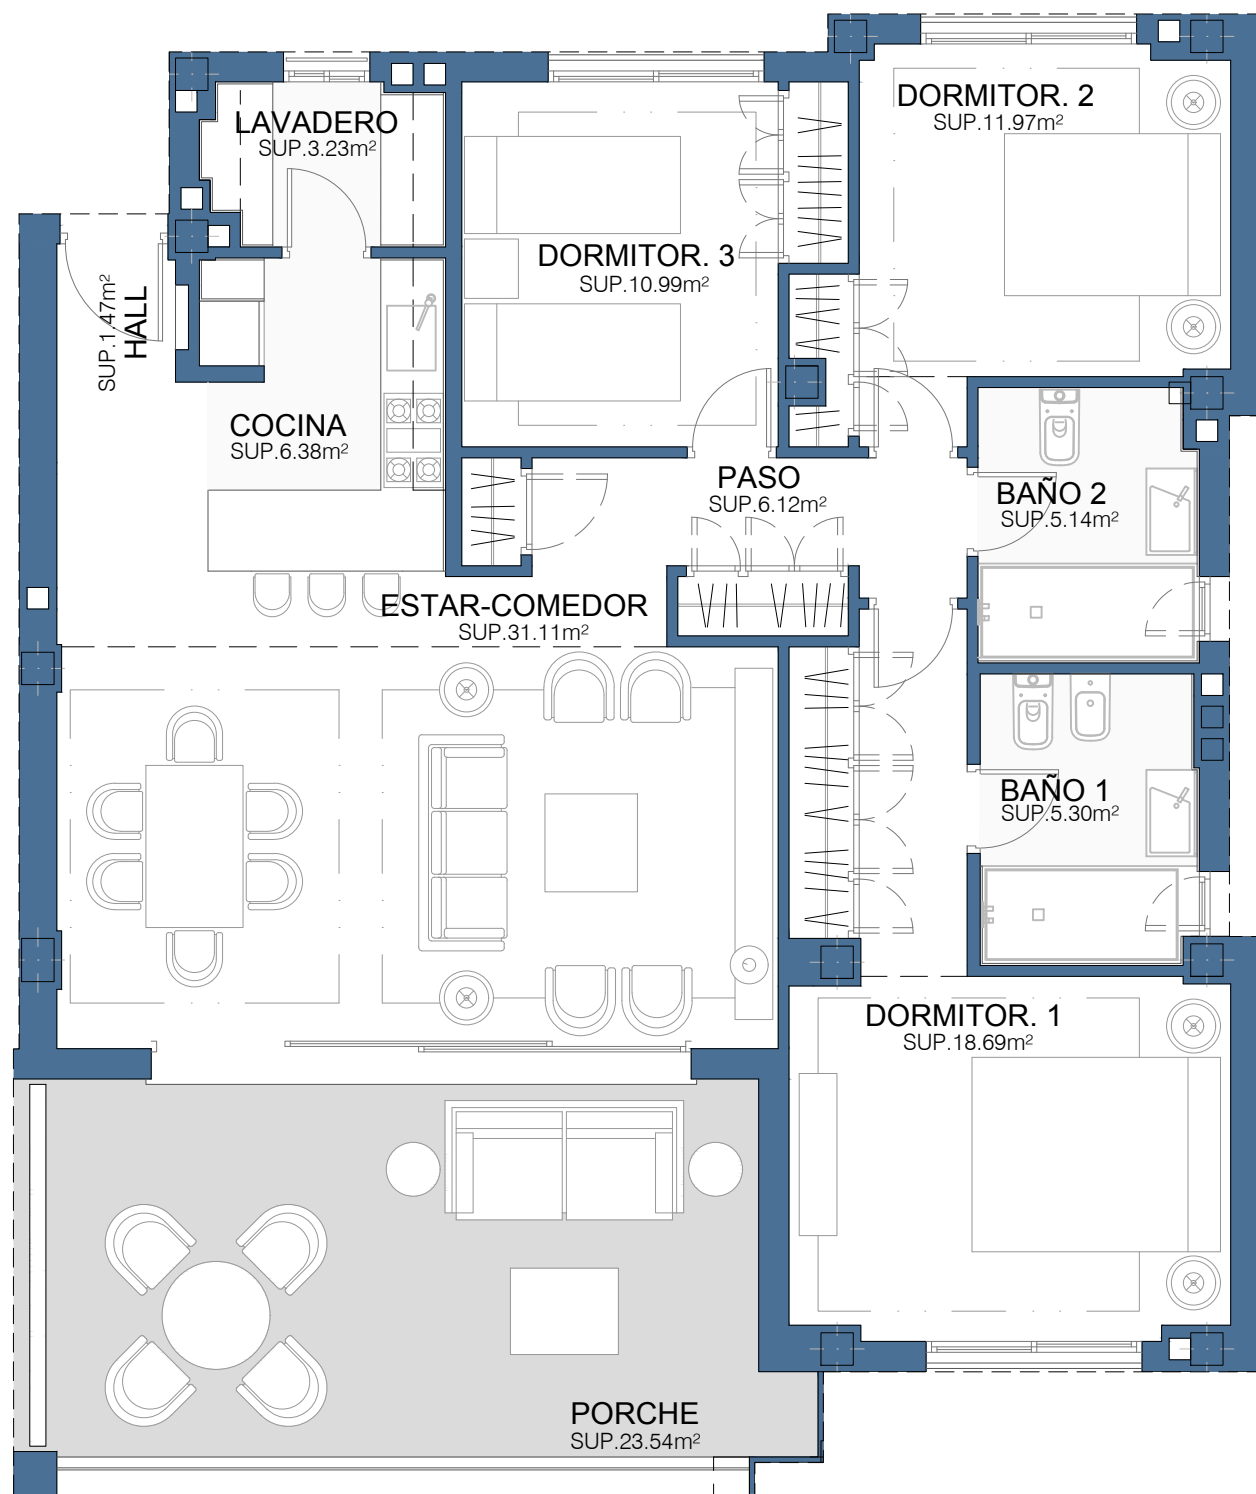 DORMITOR. 2
SUP.11.97m²
LAVADERO
SUP.3.23m²
DORMITOR. 3
SUP.10.99m²
HALL
SUP.1.47m²
COCINA
SUP.6.38m²
PASO
SUP.6.12m²
BAÑO 2
SUP.5.14m²
ESTAR-COMEDOR
SUP.31.11m²
BAÑO 1
SUP.5.30m²
DORMITOR. 1
SUP.18.69m²
PORCHE
SUP.23.54m²